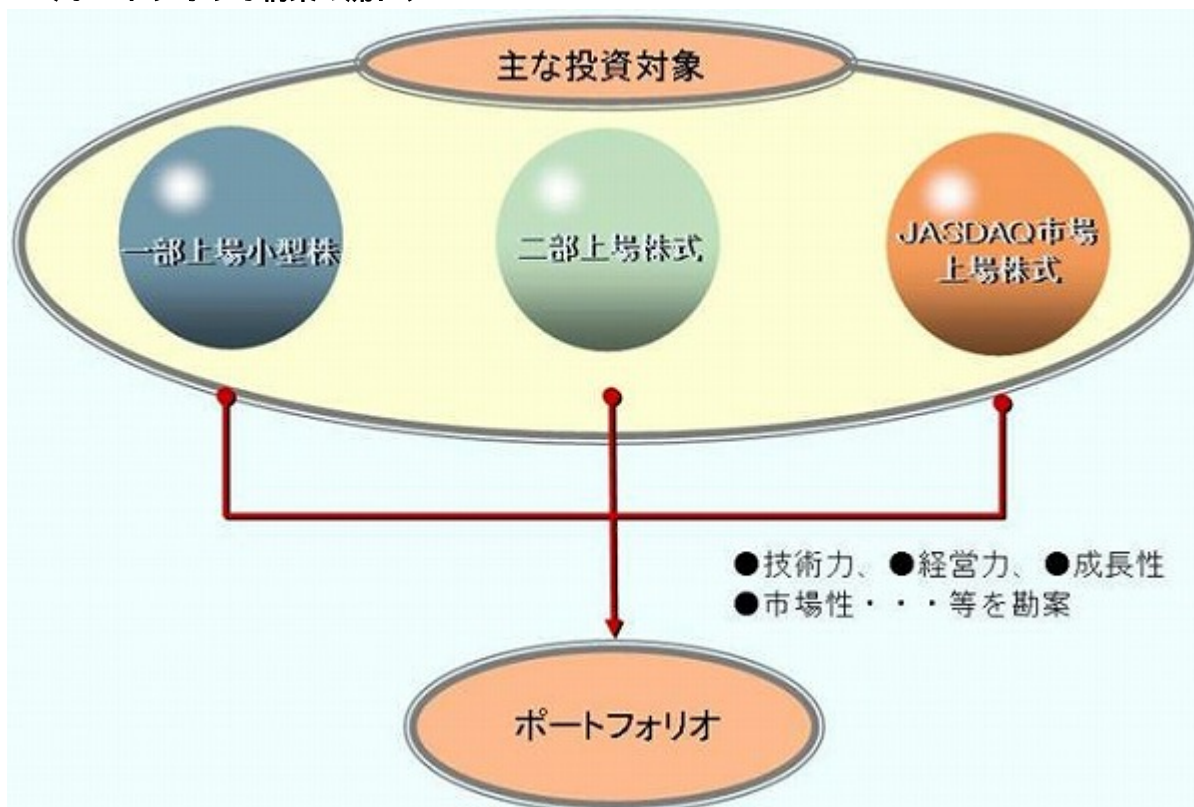 主な投資対象
一部上場小型株
二部上場株式
JASDAQ市場
上場株式
●技術力、●経営力、●成長性
●市場性・・・等を勘案
ポートフォリオ